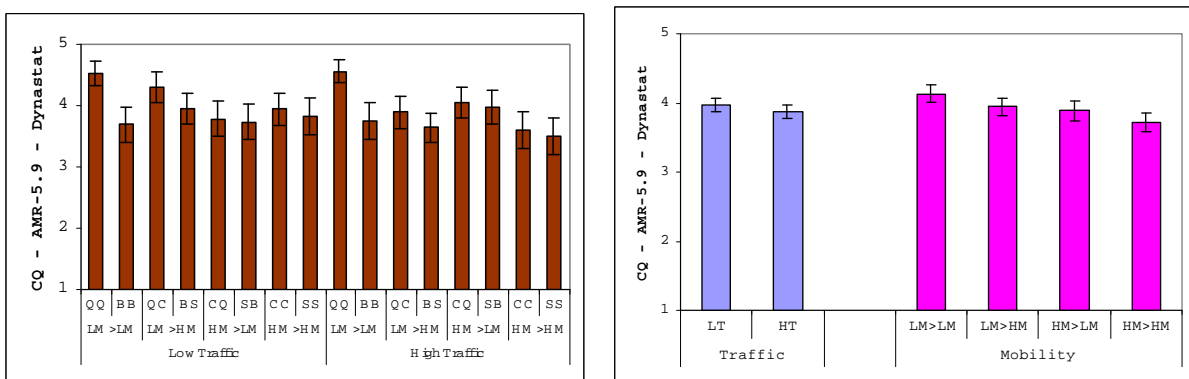 CQ - AMR-5.9 - Dynastat
5
4
3
2
1
QQ BB QC BS CQ SB CC SS QQ BB QC BS CQ SB CC SS
LM >LM LM >HM HM >LM HM >HM LM >LM LM >HM HM >LM HM >HM
Low Traffic High Traffic
CQ - AMR-5.9 - Dynastat
5
4
3
2
1
LT HT LM>LM LM>HM HM>LM HM>HM
Traffic Mobility